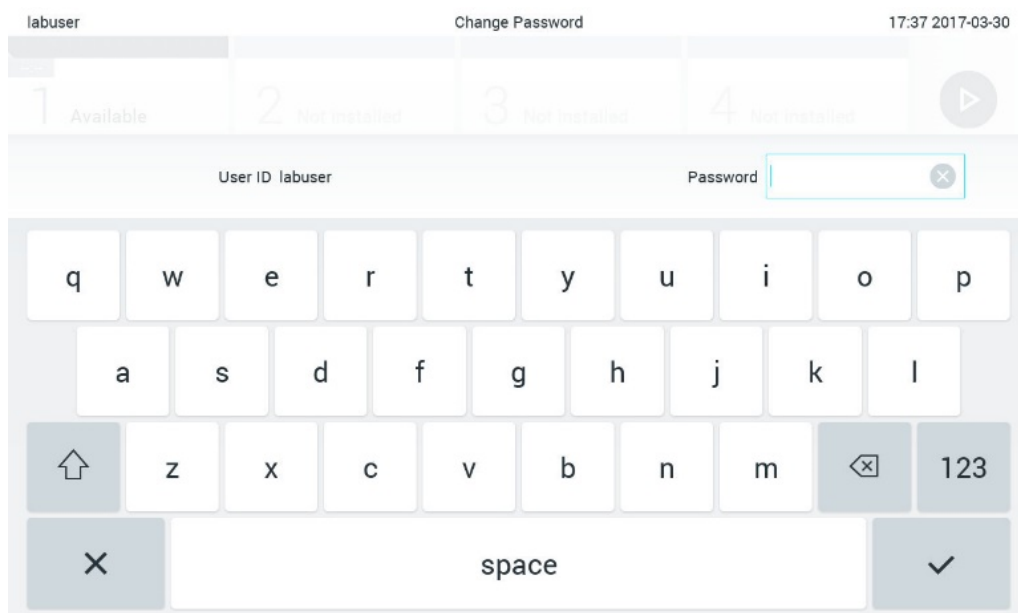 labuser Change Password 17:37 2017-03-30
1 Available 2 Not installed 3 Not installed 4 Not installed
User ID labuser Password
q w e r t y u i o p
a s d f g h j k l
z x c v b n m 123
space